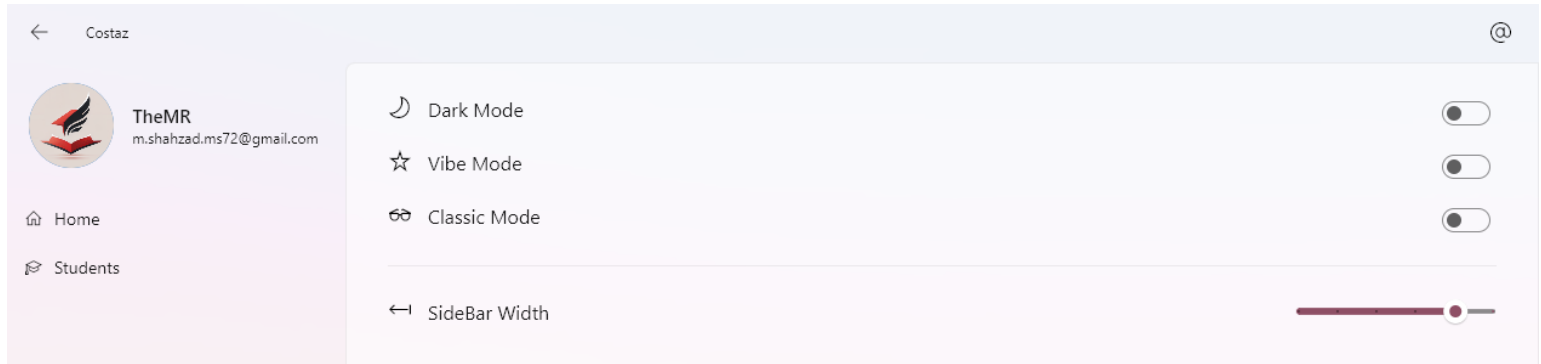 Costaz
TheMR
m.shahzad.ms72@gmail.com
Home
Students
Dark Mode
Vibe Mode
Classic Mode
SideBar Width